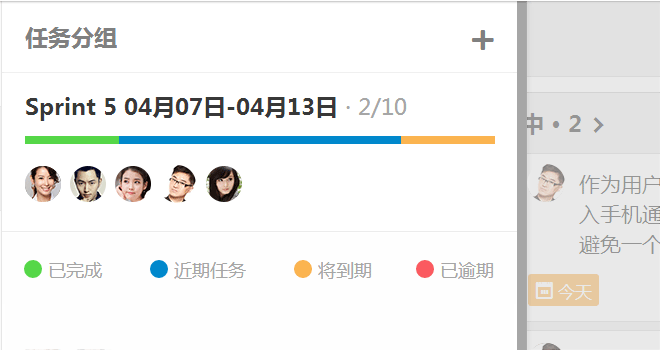 任务分组
Sprint 5 04月07日-04月13日 · 2/10
已完成 近期任务 将到期 已逾期
中 • 2
作为用户
入手机通
避免一个
今天